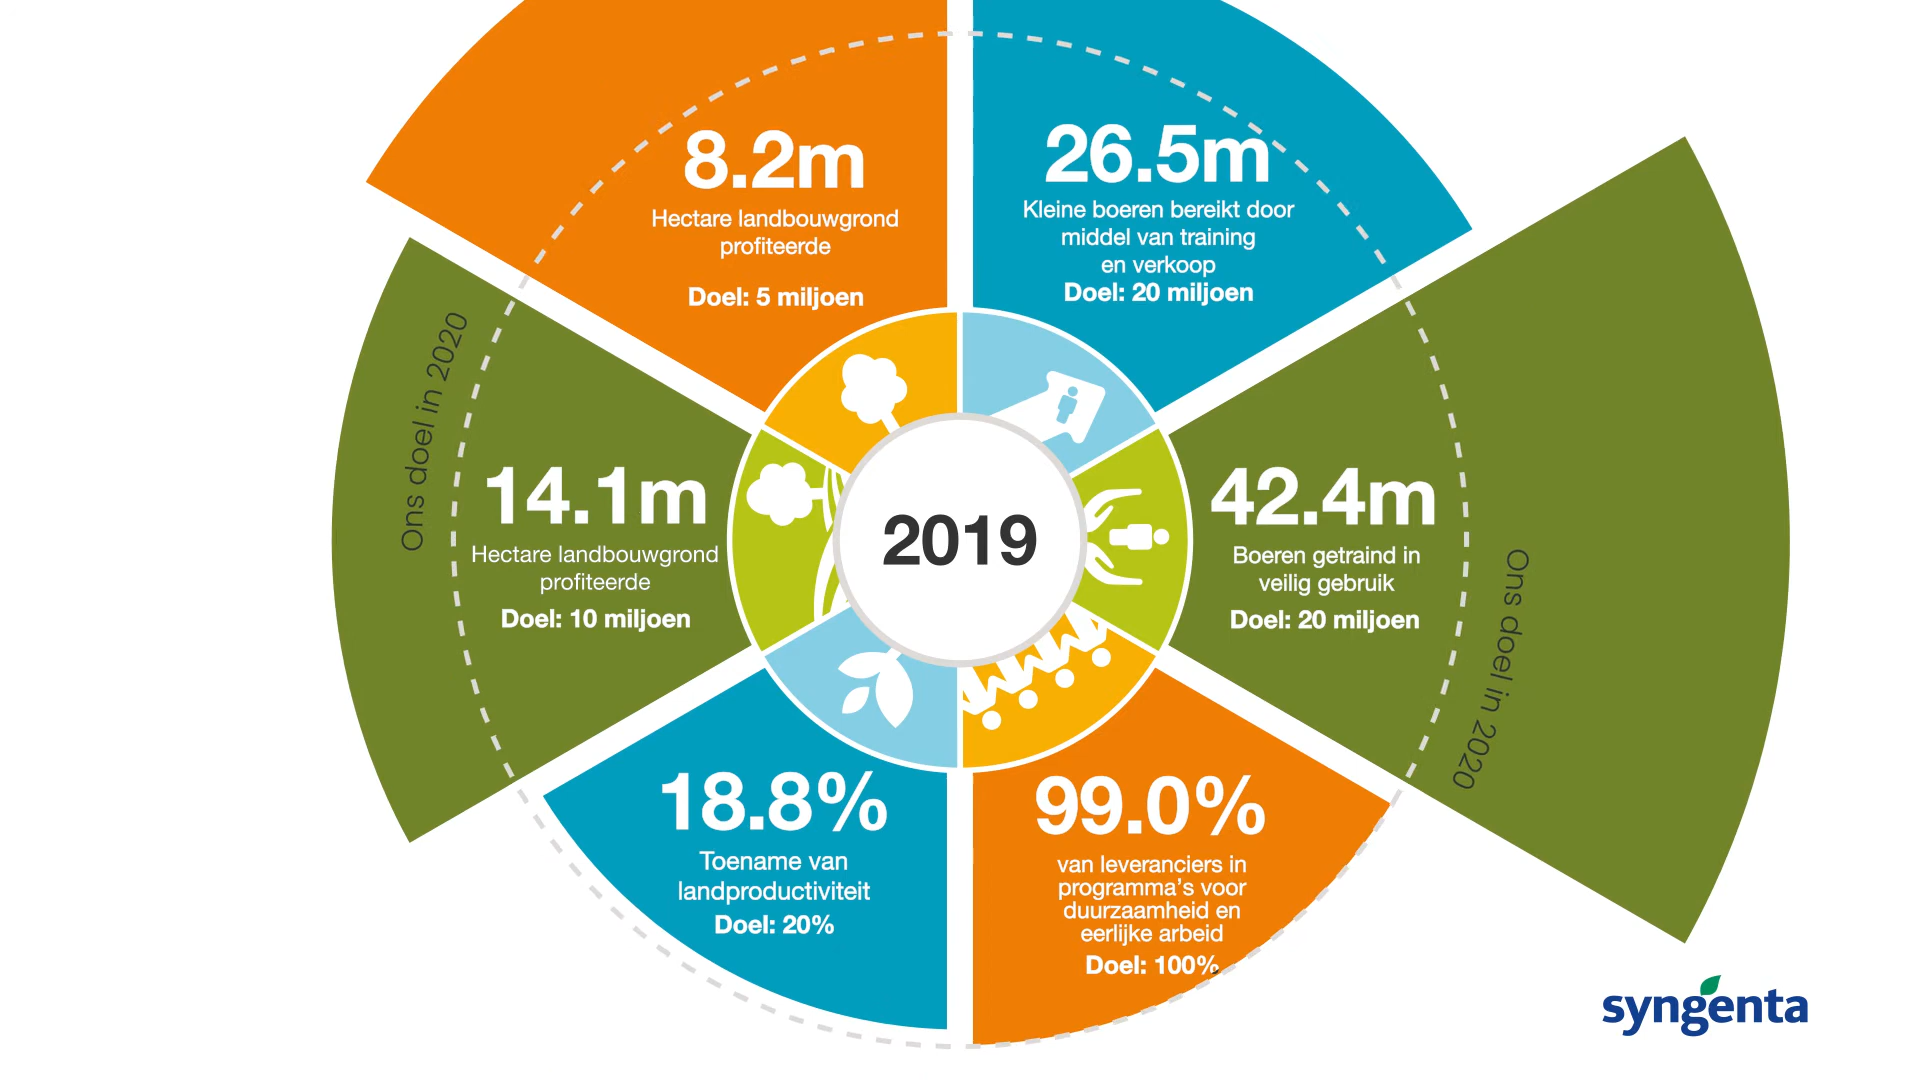 8.2m
Hectare landbouwgrond
profiteerde
Doel: 5 miljoen
26.5m
Kleine boeren bereikt door
middel van training
en verkoop
Doel: 20 miljoen
Ons doel in 2020
14.1m
Hectare landbouwgrond
profiteerde
Doel: 10 miljoen
2019
42.4m
Boeren getraind in
veilig gebruik
Doel: 20 miljoen
Ons doel in 2020
18.8%
Toename van
landproductiviteit
Doel: 20%
99.0%
van leveranciers in
programma's voor
duurzaamheid en
eerlijke arbeid
Doel: 100%
syngenta